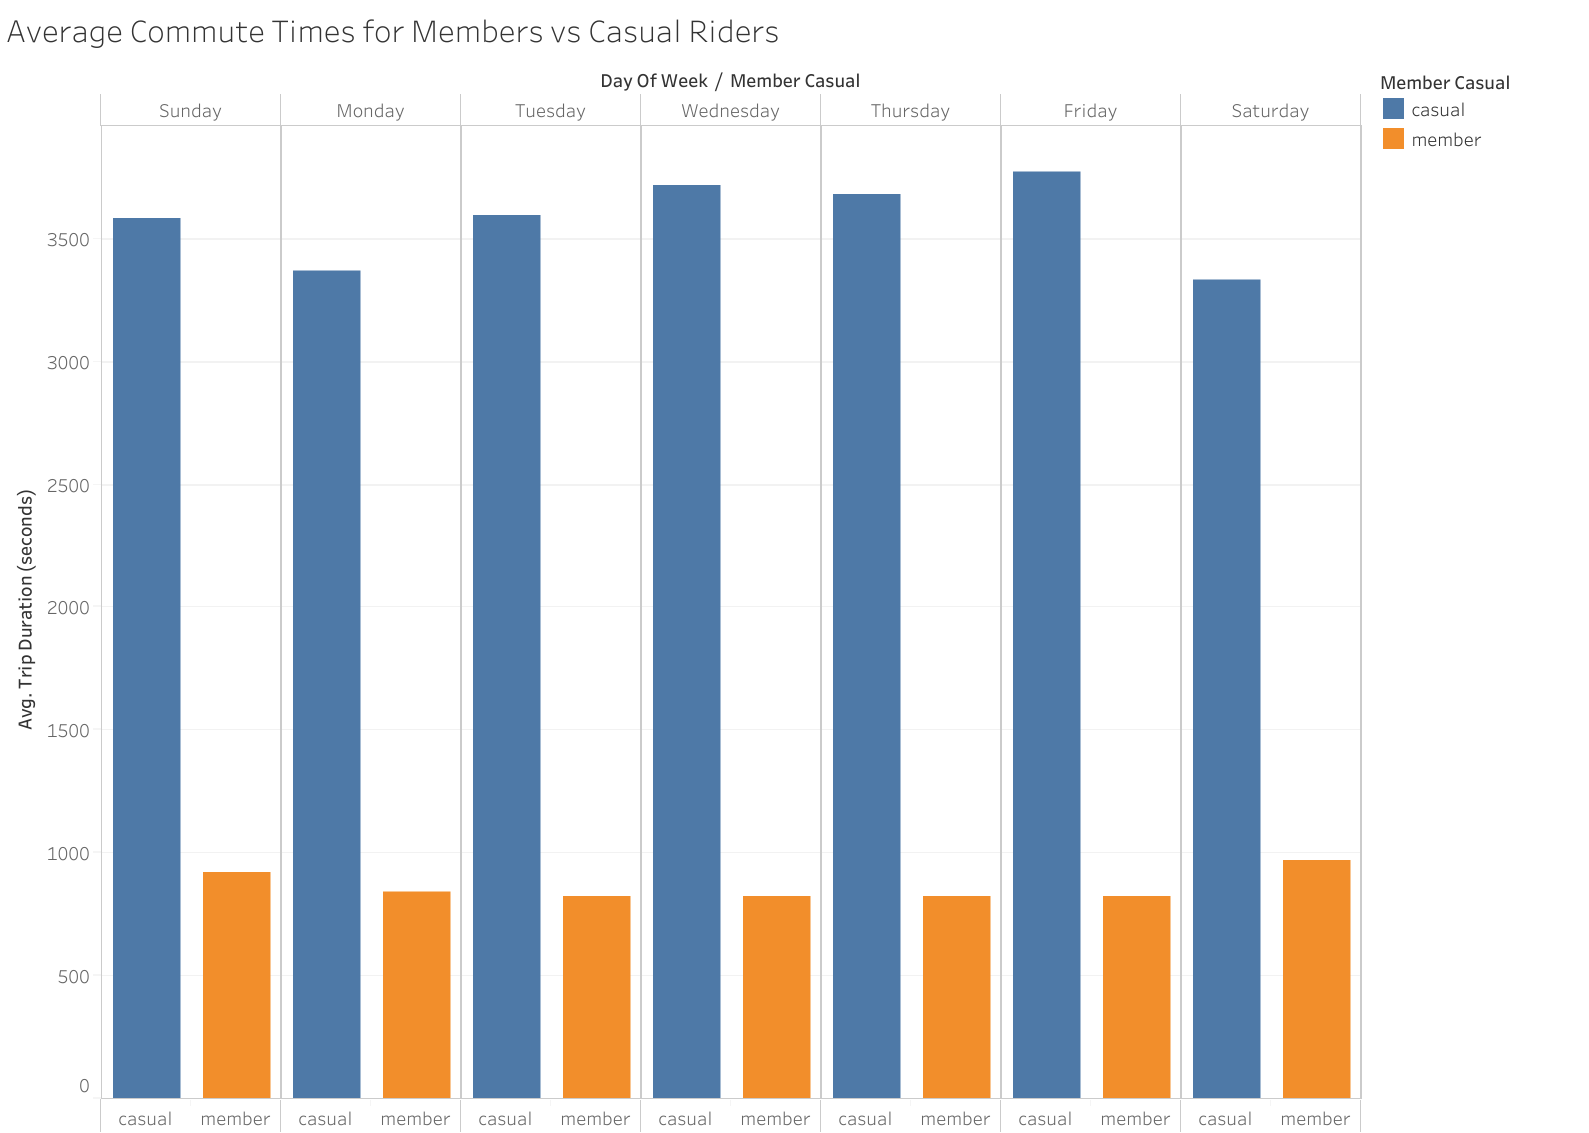 Average Commute Times for Members vs Casual Riders
Day Of Week / Member Casual
Sunday Monday Tuesday Wednesday Thursday Friday Saturday
Member Casual
casual
member
Avg. Trip Duration (seconds)
3500
3000
2500
2000
1500
1000
500
0
casual member casual member casual member casual member casual member casual member casual member